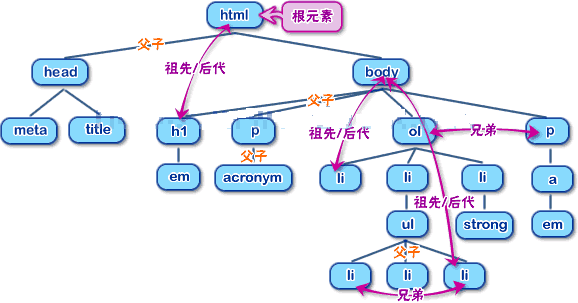 html
根元素
父子
head
祖先/后代
body
父子
meta
title
h1
p
祖先/后代
ol
兄弟
p
父子
em
acronym
li
li
li
a
祖先/后代
ul
strong
em
父子
li
li
li
兄弟